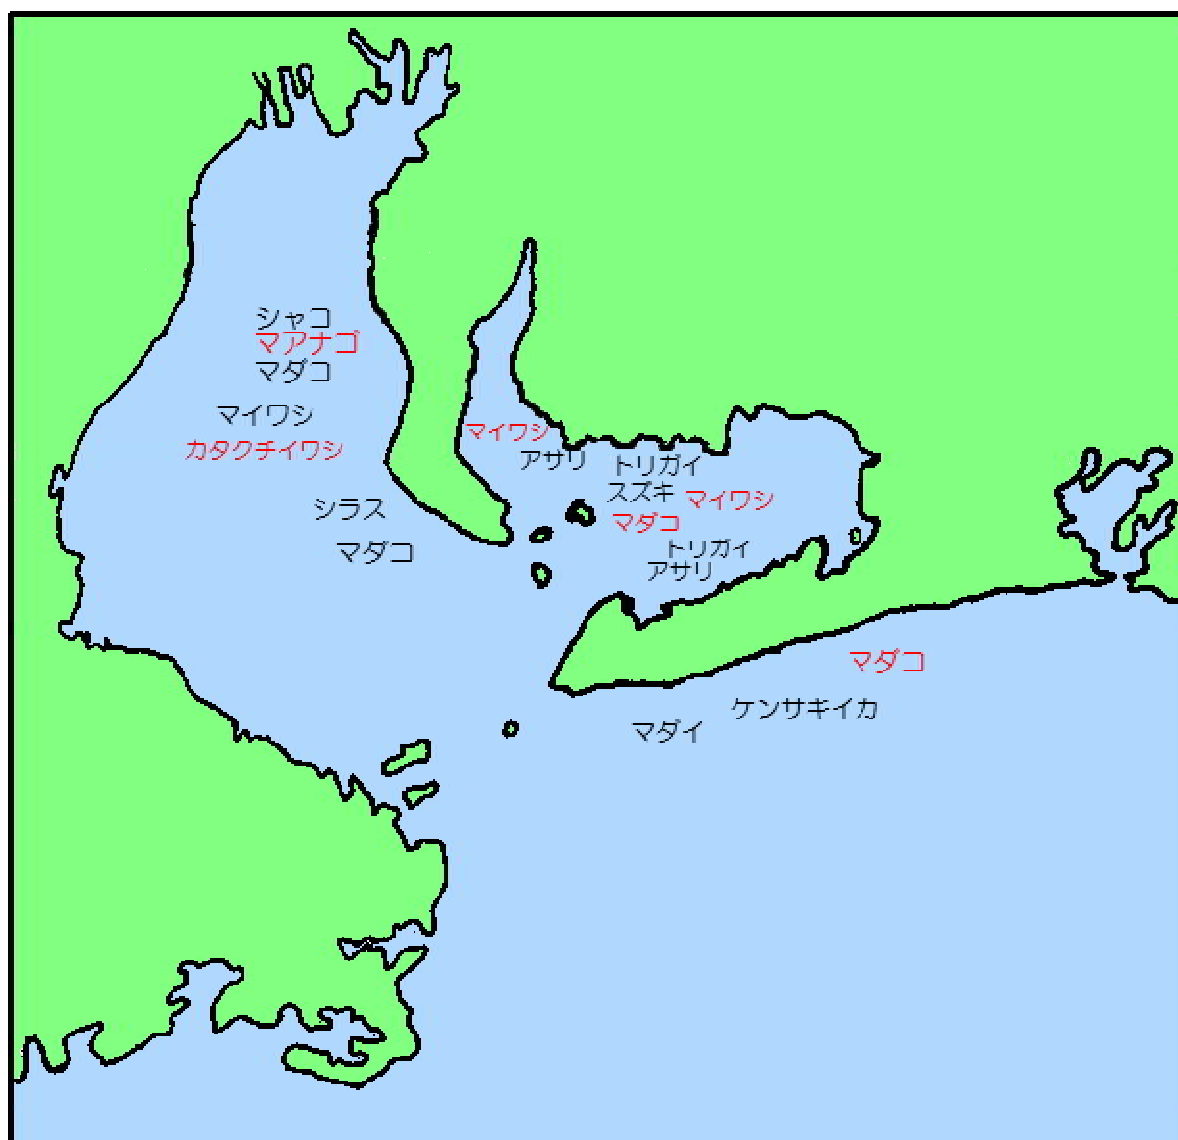 シャコ
マアナゴ
マダコ
マイワシ
カタクチイワシ
シラス
マダコ
マイワシ
アサリ
トリガイ
スズキ
マイワシ
マダコ
トリガイ
アサリ
マダコ
ケンサキイカ
マダイ